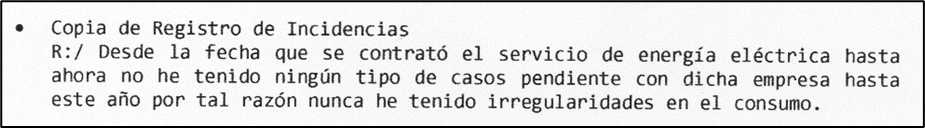 • Copia de Registro de Incidencias
R:/ Desde la fecha que se contrató el servicio de energía eléctrica hasta
ahora no he tenido ningún tipo de casos pendiente con dicha empresa hasta
este año por tal razón nunca he tenido irregularidades en el consumo.